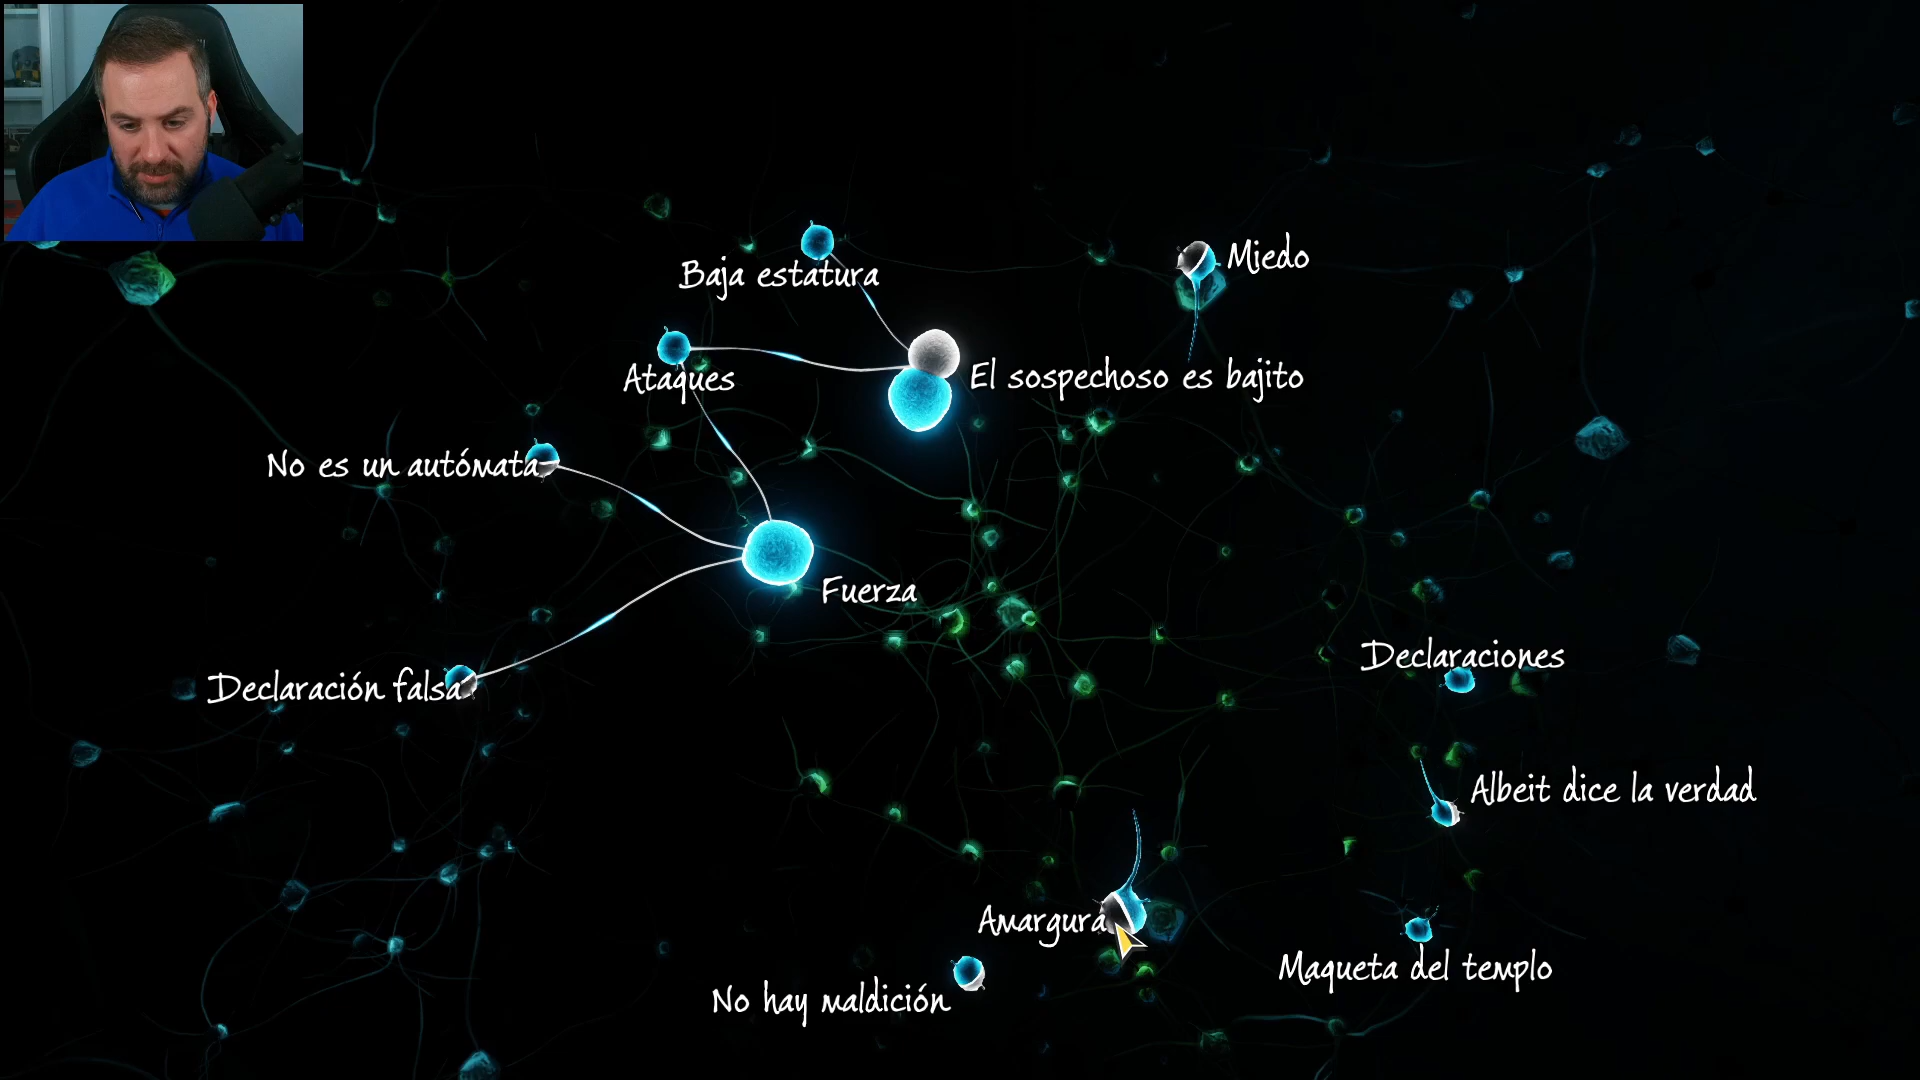 Miedo
Baja estatura
Ataques
El sospechoso es bajito
No es un autómata
Fuerza
Declaraciones
Declaración falsa
Albeit dice la verdad
Amargura
Maqueta del templo
No hay maldición